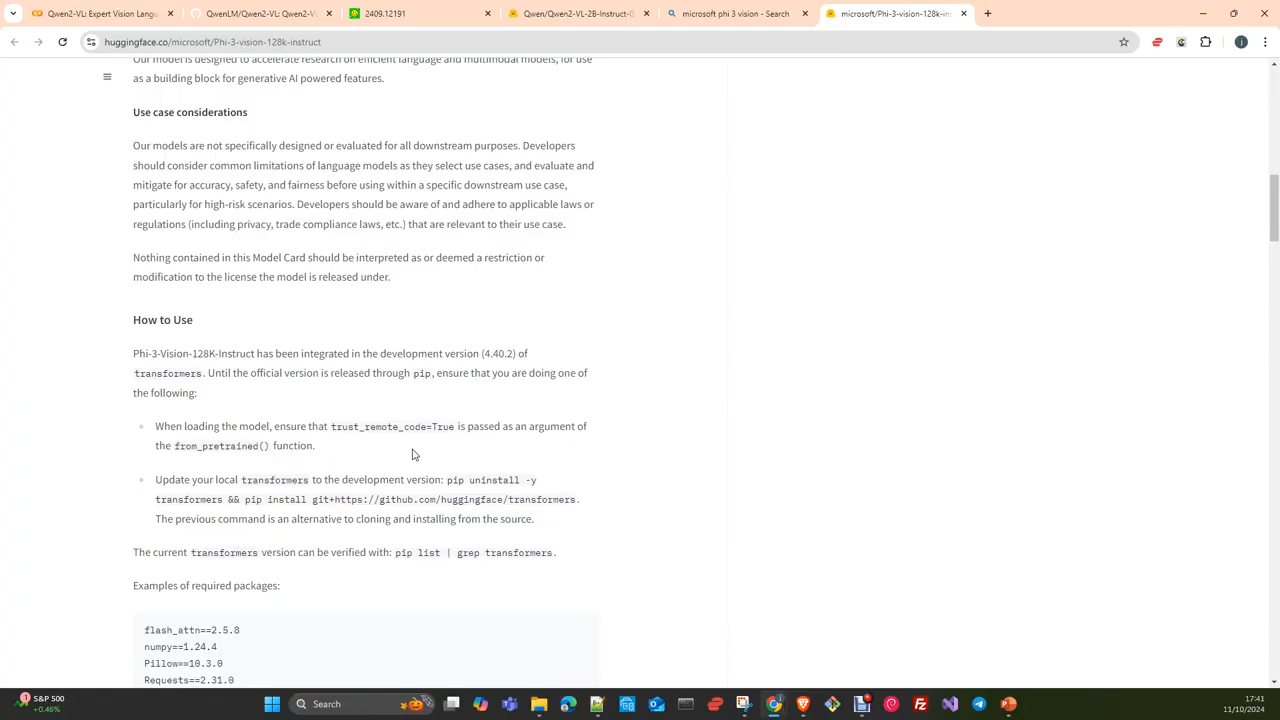 Qwen2-VL: Expert Vision Langu
QwenLM/Qwen2-VL: Qwen2-VL
2409.12191
Qwen/Qwen2-VL-2B-Instruct-G
microsoft phi 3 vision - Search
microsoft/Phi-3-vision-128k-ins
huggingface.co/microsoft/Phi-3-vision-128k-instruct
Our model is designed to accelerate research on efficient language and multimodal models, for use
as a building block for generative AI powered features.
Use case considerations
Our models are not specifically designed or evaluated for all downstream purposes. Developers
should consider common limitations of language models as they select use cases, and evaluate and
mitigate for accuracy, safety, and fairness before using within a specific downstream use case,
particularly for high-risk scenarios. Developers should be aware of and adhere to applicable laws or
regulations (including privacy, trade compliance laws, etc.) that are relevant to their use case.
Nothing contained in this Model Card should be interpreted as or deemed a restriction or
modification to the license the model is released under.
How to Use
Phi-3-Vision-128K-Instruct has been integrated in the development version (4.40.2) of
transformers. Until the official version is released through pip, ensure that you are doing one of
the following:
When loading the model, ensure that trust_remote_code=True is passed as an argument of
the from_pretrained() function.
Update your local transformers to the development version: pip uninstall -y
transformers && pip install git+https://github.com/huggingface/transformers.
The previous command is an alternative to cloning and installing from the source.
The current transformers version can be verified with: pip list | grep transformers.
Examples of required packages:
flash_attn==2.5.8
numpy==1.24.4
Pillow==10.3.0
Requests==2.31.0
S&P 500
+0.46%
Search
17:41
11/10/2024